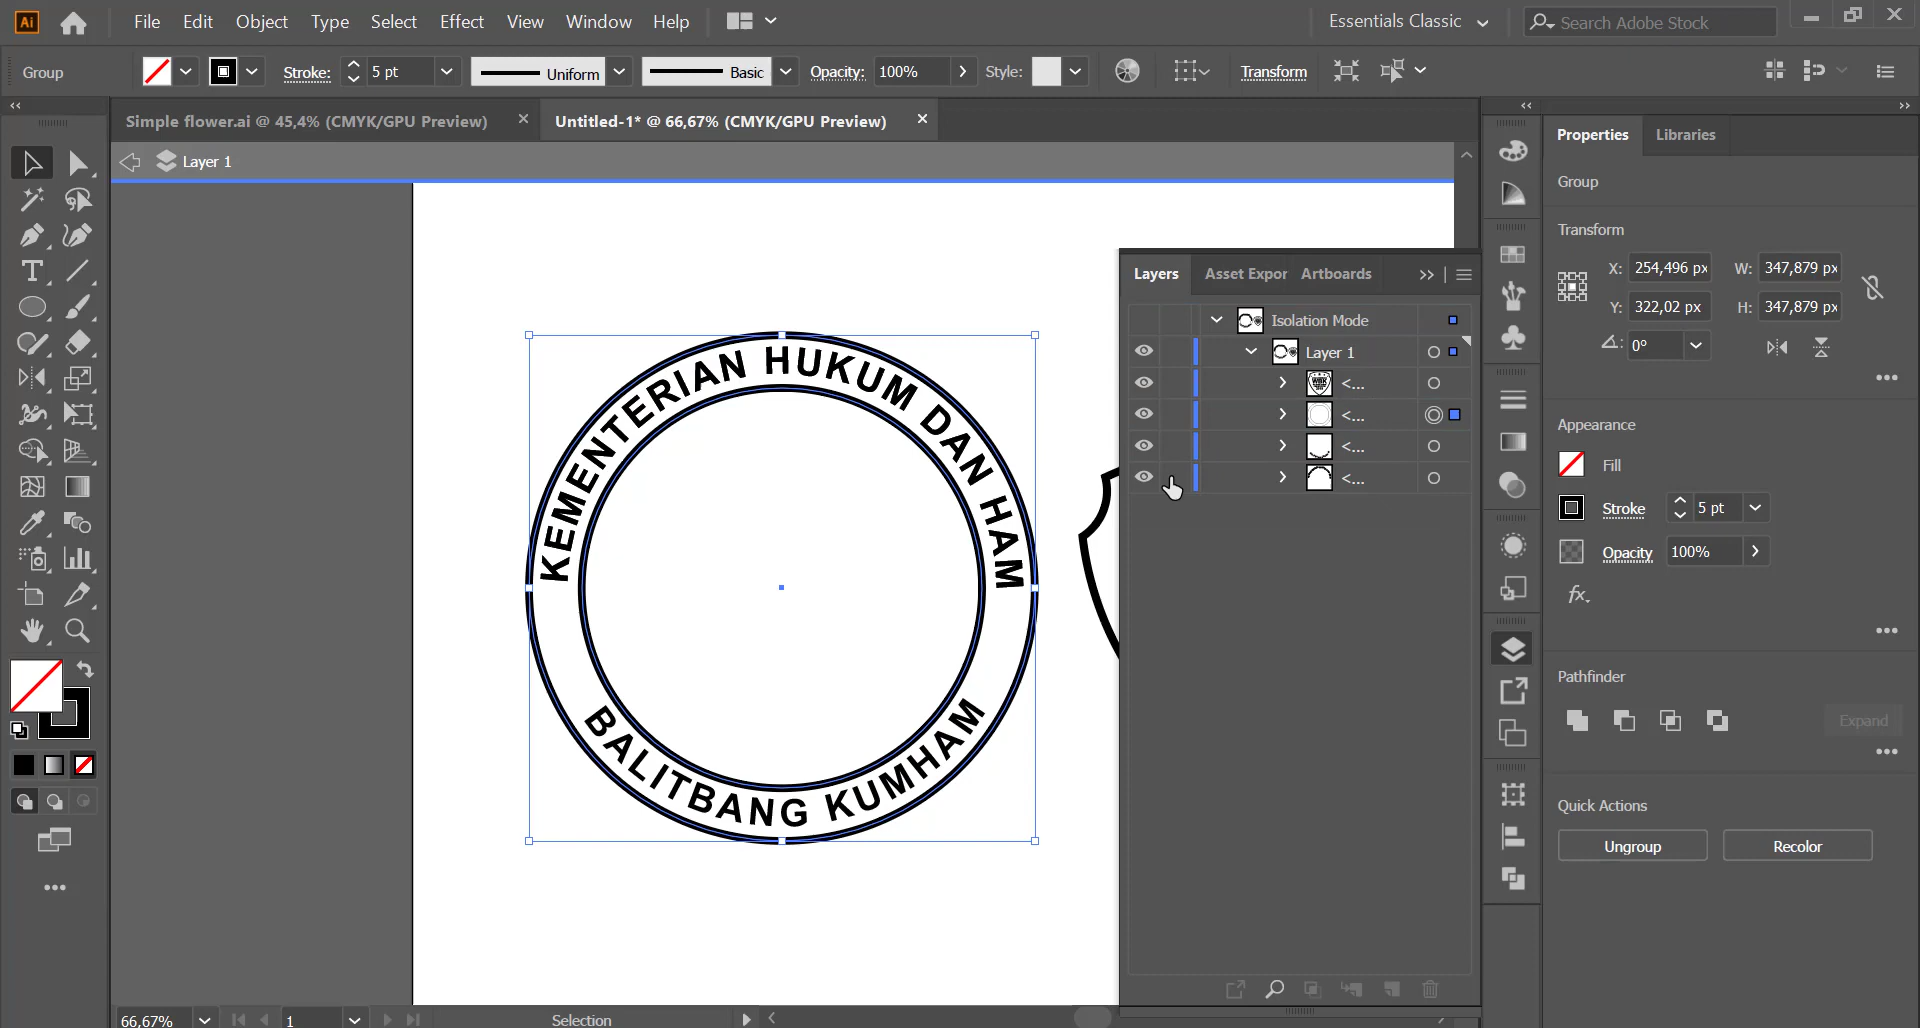 Ai File Edit Object Type Select Effect View Window Help Essentials Classic Search Adobe Stock
Group Stroke: 5 pt Uniform Basic Opacity: 100% Style: Transform
Simple flower.ai @ 45,4% (CMYK/GPU Preview) Untitled-1* @ 66,67% (CMYK/GPU Preview)
Layer 1
KEMENTERIAN HUKUM DAN HAM
BALITBANG KUMHAM
Layers Asset Expor Artboards
Isolation Mode
Layer 1
<...
<...
<...
<...
Properties Libraries
Group
Transform
X: 254,496 px W: 347,879 px
Y: 322,02 px H: 347,879 px
0°
Appearance
Fill
Stroke 5 pt
Opacity 100%
fx.
Pathfinder
Expand
Quick Actions
Ungroup Recolor
66,67% 1 Selection